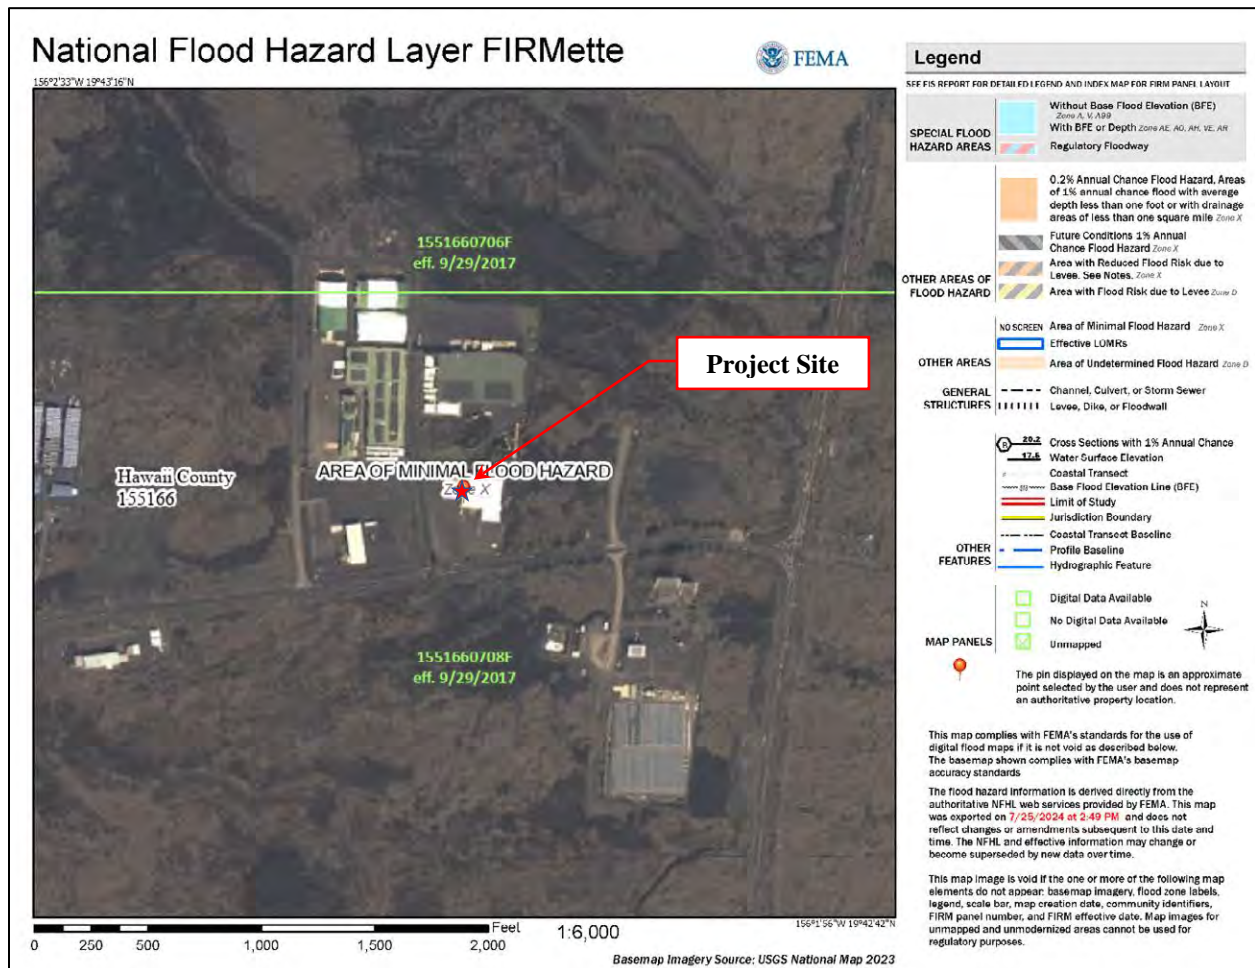 National Flood Hazard Layer FIRMette
FEMA
156°2'33"W 19°43'16"N
1551660706F
eff. 9/29/2017
Project Site
AREA OF MINIMAL FLOOD HAZARD
Zone X
Hawaii County
155166
1551660708F
eff. 9/29/2017
156°1'56"W 19°42'42"N
Feet
1:6,000
0 250 500 1,000 1,500 2,000
Basemap Imagery Source: USGS National Map 2023
Legend
SEE FIS REPORT FOR DETAILED LEGEND AND INDEX MAP FOR FIRM PANEL LAYOUT
SPECIAL FLOOD
HAZARD AREAS
Without Base Flood Elevation (BFE)
Zone A, V, A99
With BFE or Depth Zone AE, AO, AH, VE, AR
Regulatory Floodway
OTHER AREAS OF
FLOOD HAZARD
0.2% Annual Chance Flood Hazard, Areas
of 1% annual chance flood with average
depth less than one foot or with drainage
areas of less than one square mile Zone X
Future Conditions 1% Annual
Chance Flood Hazard Zone X
Area with Reduced Flood Risk due to
Levee. See Notes. Zone X
Area with Flood Risk due to Levee Zone D
OTHER AREAS
NO SCREEN Area of Minimal Flood Hazard Zone X
Effective LOMRs
Area of Undetermined Flood Hazard Zone D
GENERAL
STRUCTURES
Channel, Culvert, or Storm Sewer
Levee, Dike, or Floodwall
OTHER
FEATURES
B 20.2 Cross Sections with 1% Annual Chance
17.5 Water Surface Elevation
Coastal Transect
Base Flood Elevation Line (BFE)
Limit of Study
Jurisdiction Boundary
Coastal Transect Baseline
Profile Baseline
Hydrographic Feature
MAP PANELS
Digital Data Available
No Digital Data Available
Unmapped
N
The pin displayed on the map is an approximate
point selected by the user and does not represent
an authoritative property location.
This map complies with FEMA's standards for the use of
digital flood maps if it is not void as described below.
The basemap shown complies with FEMA's basemap
accuracy standards
The flood hazard information is derived directly from the
authoritative NFHL web services provided by FEMA. This map
was exported on 7/25/2024 at 2:49 PM and does not
reflect changes or amendments subsequent to this date and
time. The NFHL and effective information may change or
become superseded by new data over time.
This map image is void if the one or more of the following map
elements do not appear: basemap imagery, flood zone labels,
legend, scale bar, map creation date, community identifiers,
FIRM panel number, and FIRM effective date. Map images for
unmapped and unmodernized areas cannot be used for
regulatory purposes.